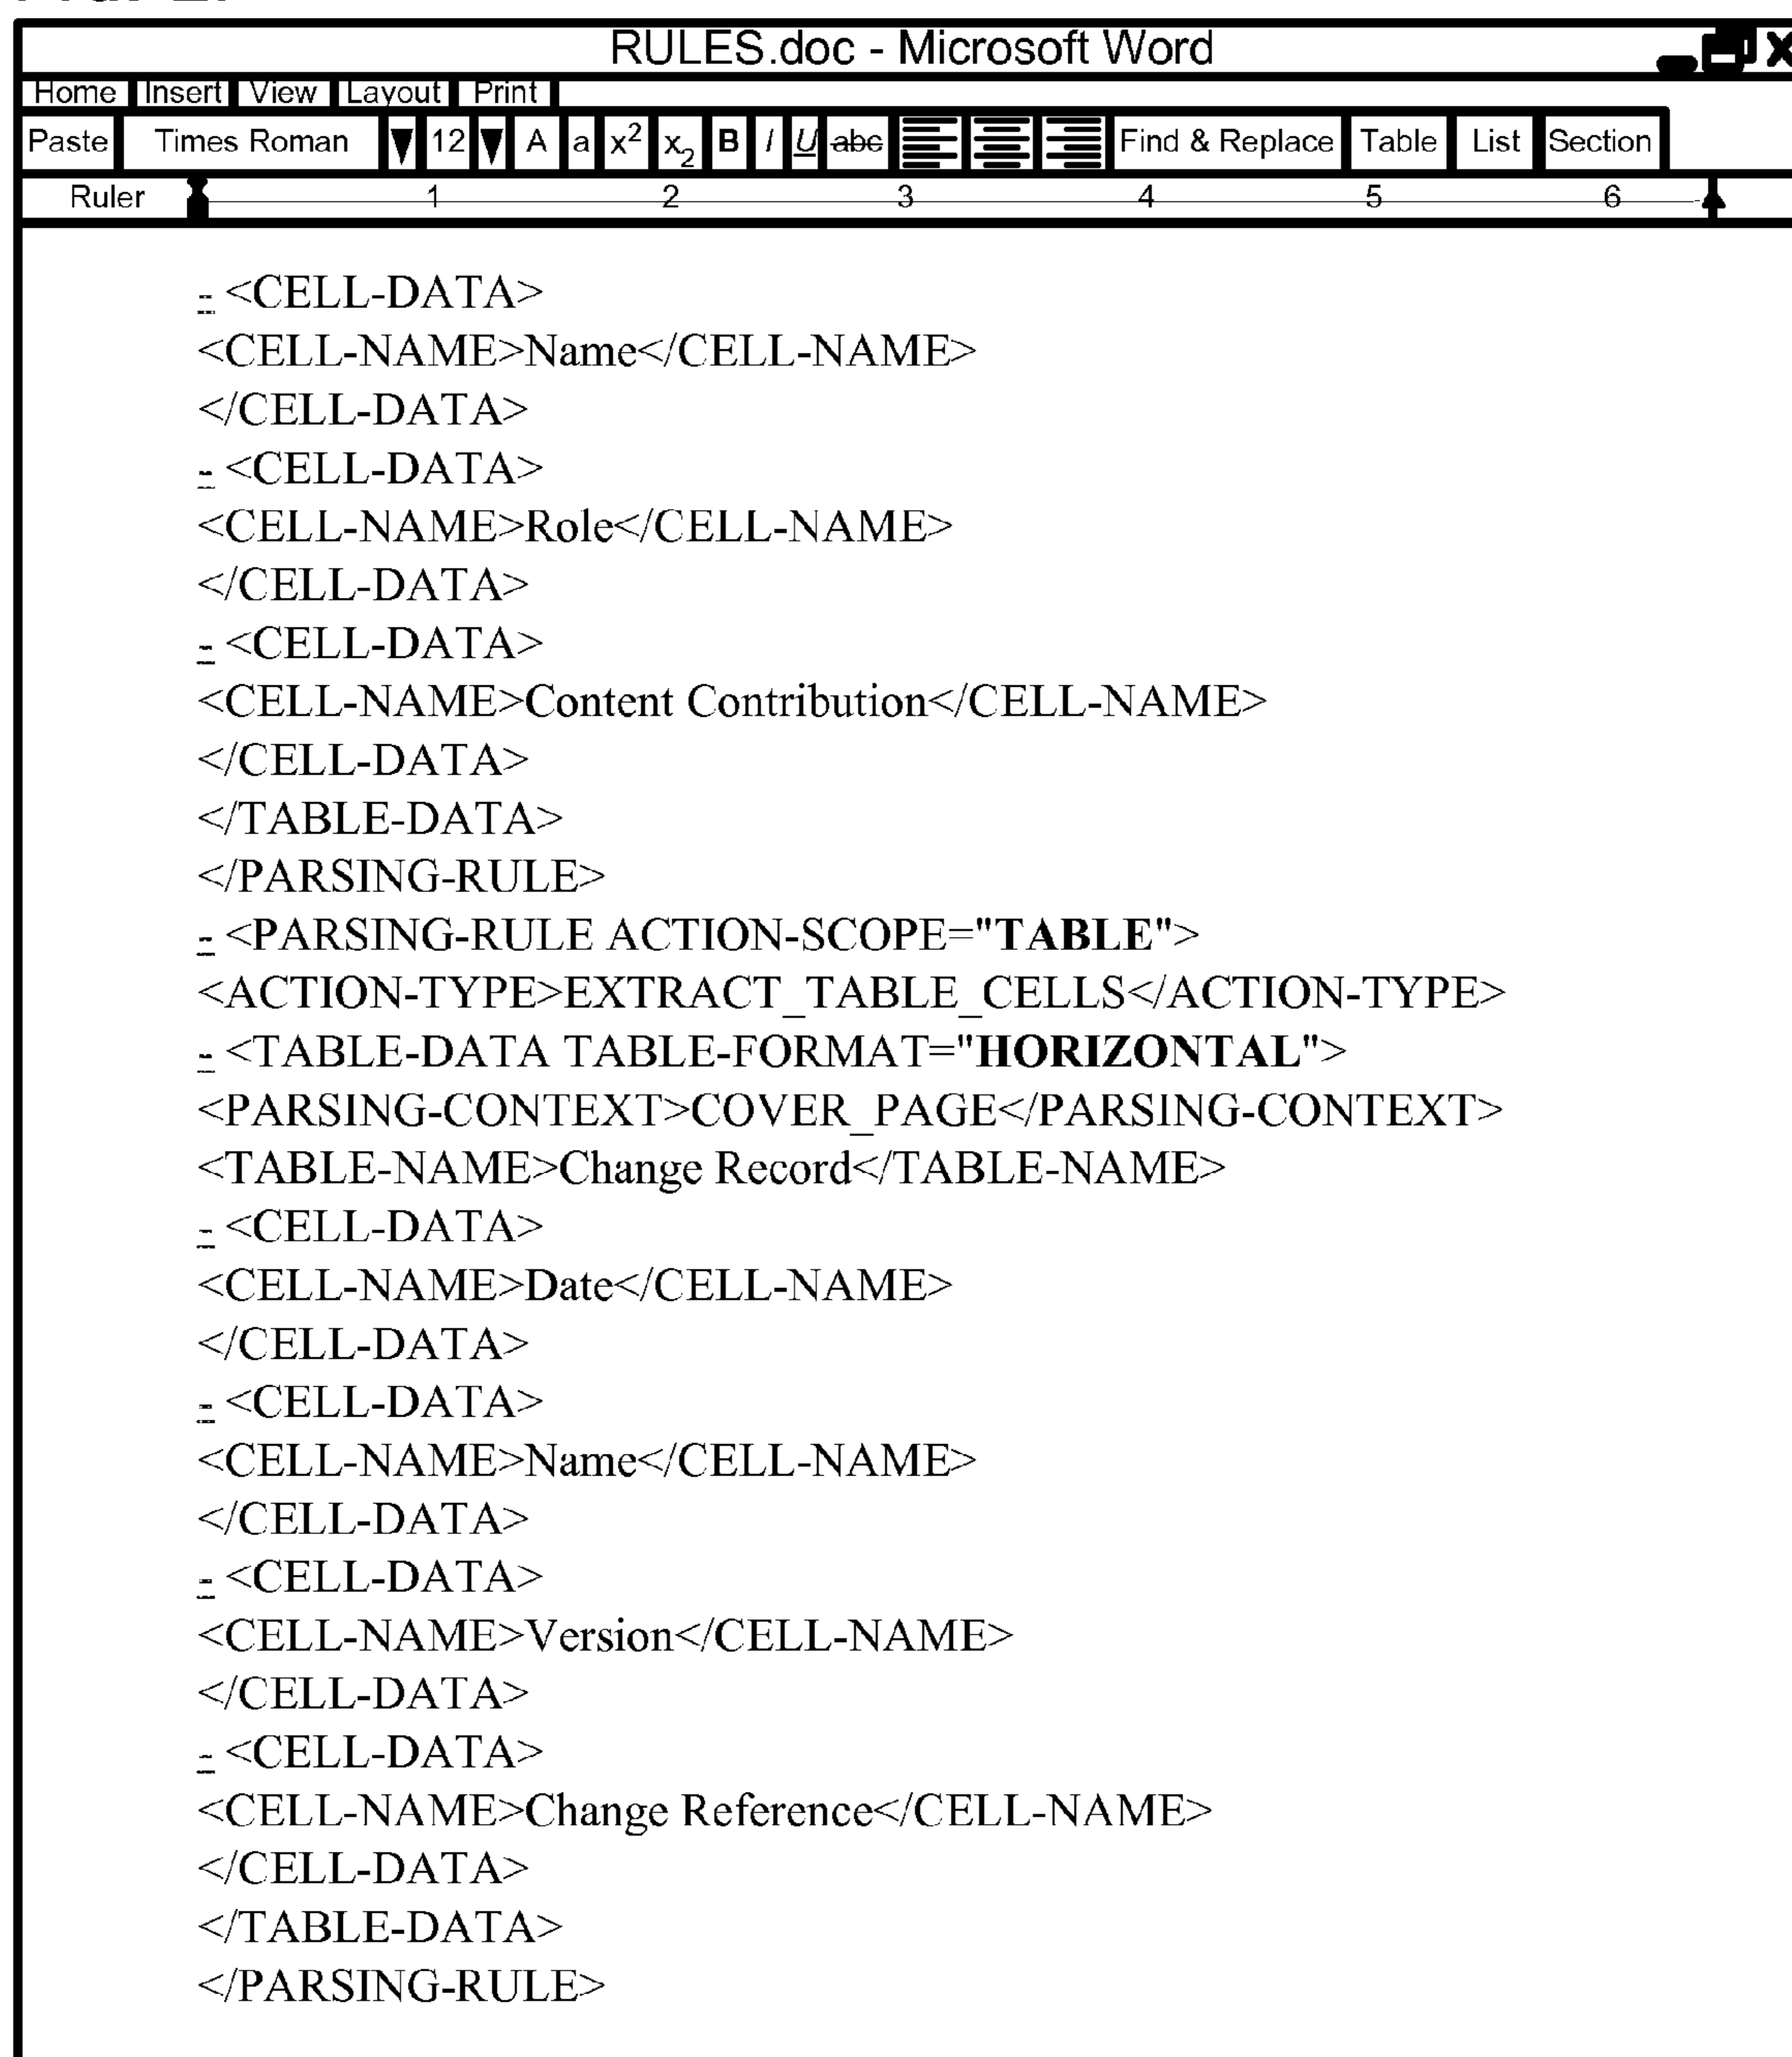 RULES.doc - Microsoft Word
Home Insert View Layout Print
Paste Times Roman 12 A a x² x₂ B I U abc Find & Replace Table List Section
Ruler 1 2 3 4 5 6
- <CELL-DATA>
<CELL-NAME>Name</CELL-NAME>
</CELL-DATA>
- <CELL-DATA>
<CELL-NAME>Role</CELL-NAME>
</CELL-DATA>
- <CELL-DATA>
<CELL-NAME>Content Contribution</CELL-NAME>
</CELL-DATA>
</TABLE-DATA>
</PARSING-RULE>
- <PARSING-RULE ACTION-SCOPE="TABLE">
<ACTION-TYPE>EXTRACT_TABLE_CELLS</ACTION-TYPE>
- <TABLE-DATA TABLE-FORMAT="HORIZONTAL">
<PARSING-CONTEXT>COVER_PAGE</PARSING-CONTEXT>
<TABLE-NAME>Change Record</TABLE-NAME>
- <CELL-DATA>
<CELL-NAME>Date</CELL-NAME>
</CELL-DATA>
- <CELL-DATA>
<CELL-NAME>Name</CELL-NAME>
</CELL-DATA>
- <CELL-DATA>
<CELL-NAME>Version</CELL-NAME>
</CELL-DATA>
- <CELL-DATA>
<CELL-NAME>Change Reference</CELL-NAME>
</CELL-DATA>
</TABLE-DATA>
</PARSING-RULE>